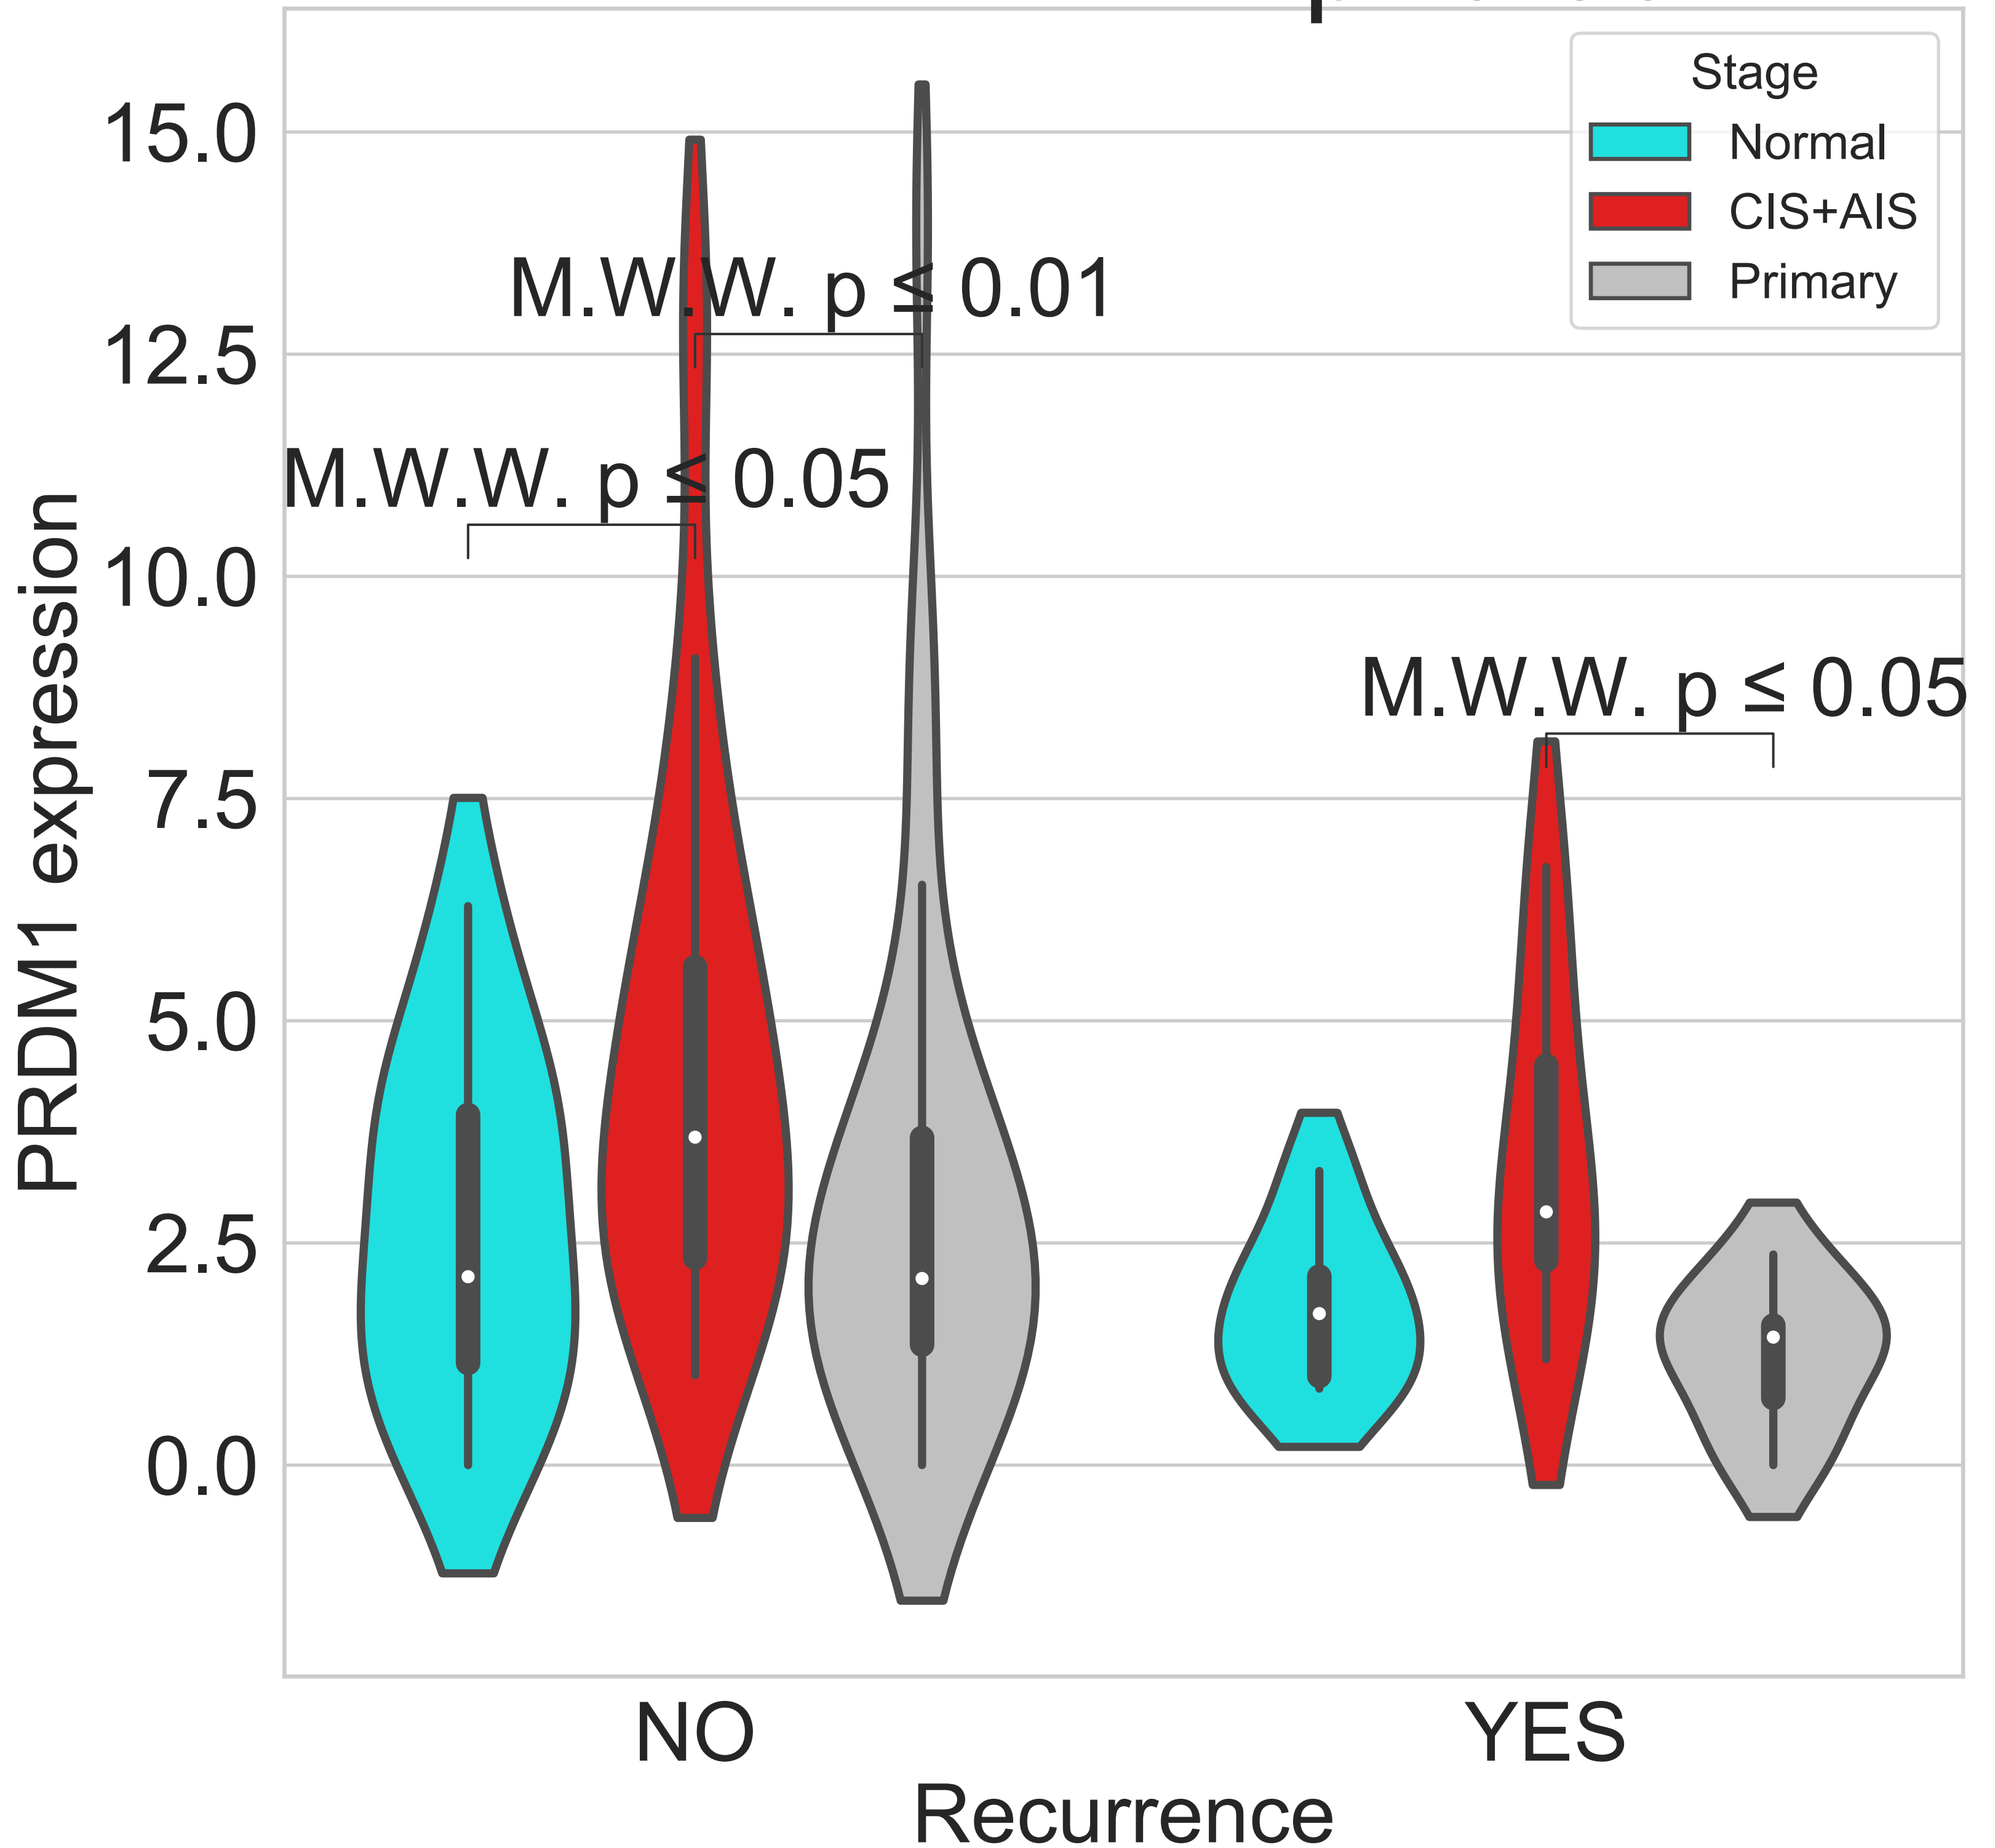 Stage
Normal
CIS+AIS
Primary
15.0
12.5
10.0
7.5
5.0
2.5
0.0
PRDM1 expression
M.W.W. p ≤ 0.01
M.W.W. p ≤ 0.05
M.W.W. p ≤ 0.05
NO
YES
Recurrence